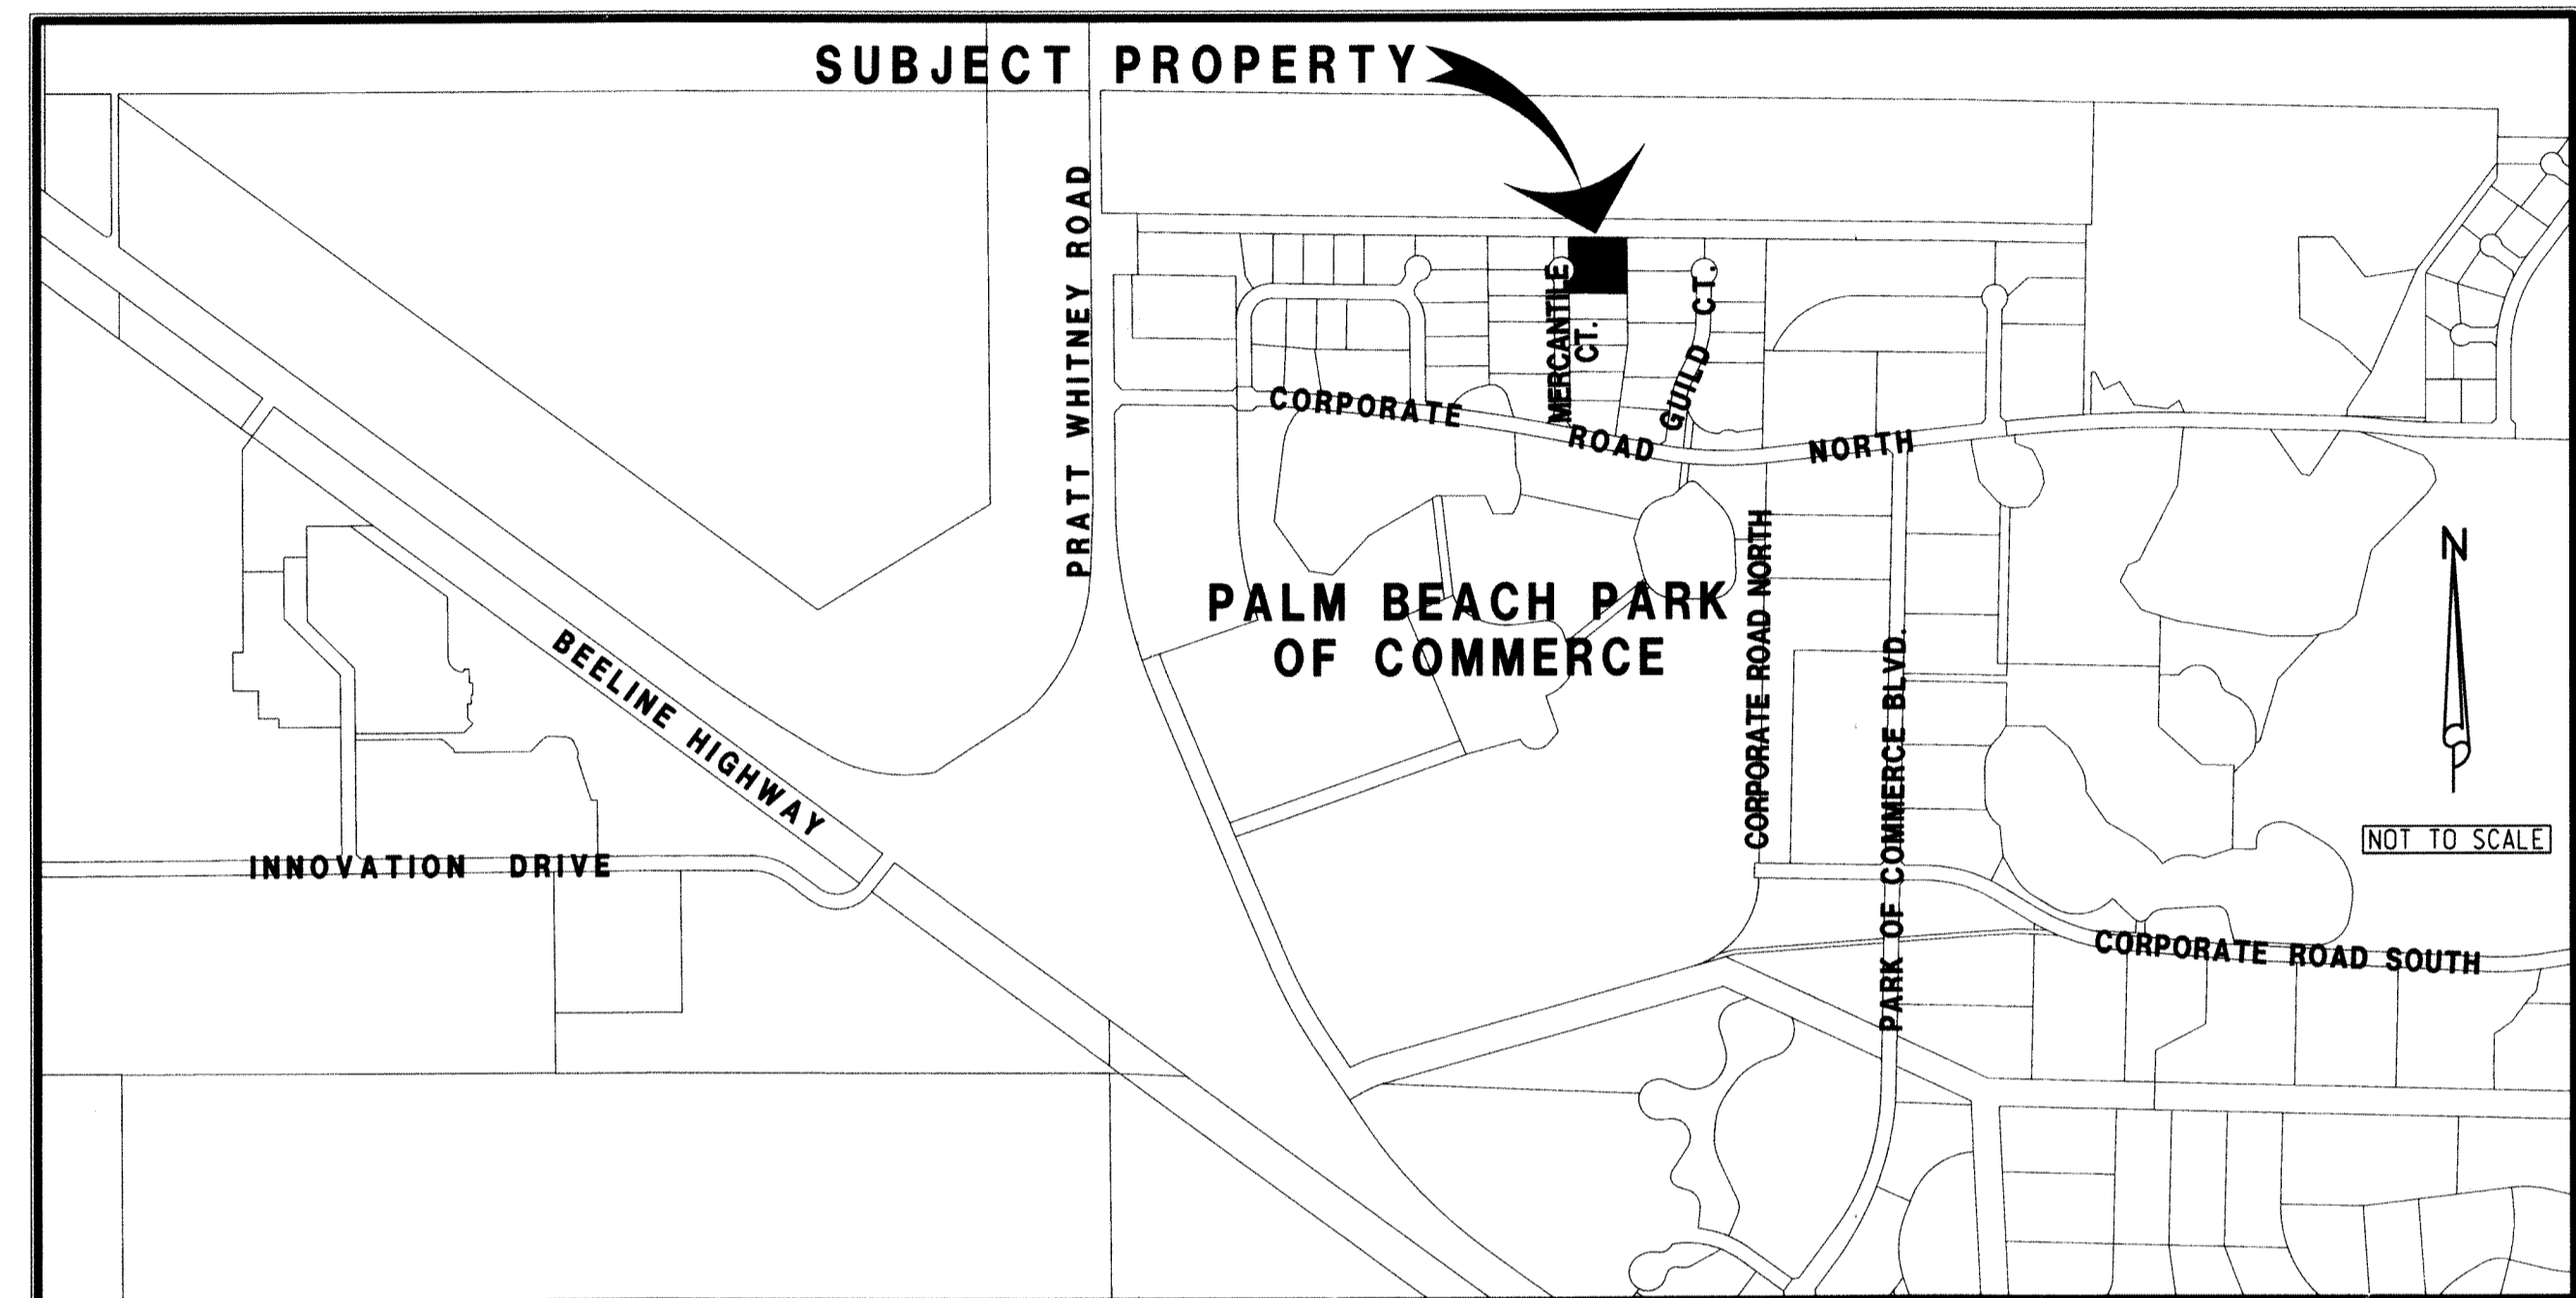 SUBJECT PROPERTY
PRATT WHITNEY ROAD
MERCANTILE
CT.
GUILD CT.
CORPORATE ROAD NORTH
N
CORPORATE ROAD NORTH
PALM BEACH PARK
OF COMMERCE
PARK OF COMMERCE BLVD.
BEELINE HIGHWAY
NOT TO SCALE
INNOVATION DRIVE
CORPORATE ROAD SOUTH